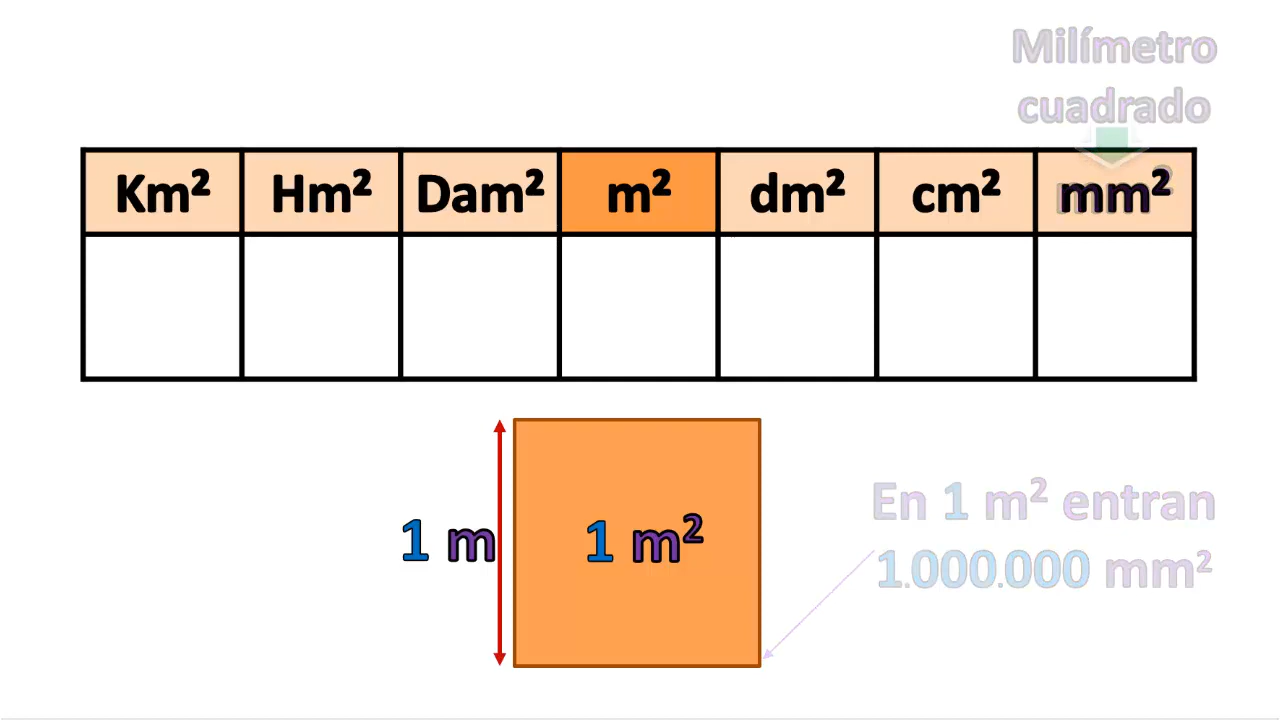 Milímetro
cuadrado
Km² Hm² Dam² m² dm² cm² mm²
1 m
1 m²
En 1 m² entran
1.000.000 mm²